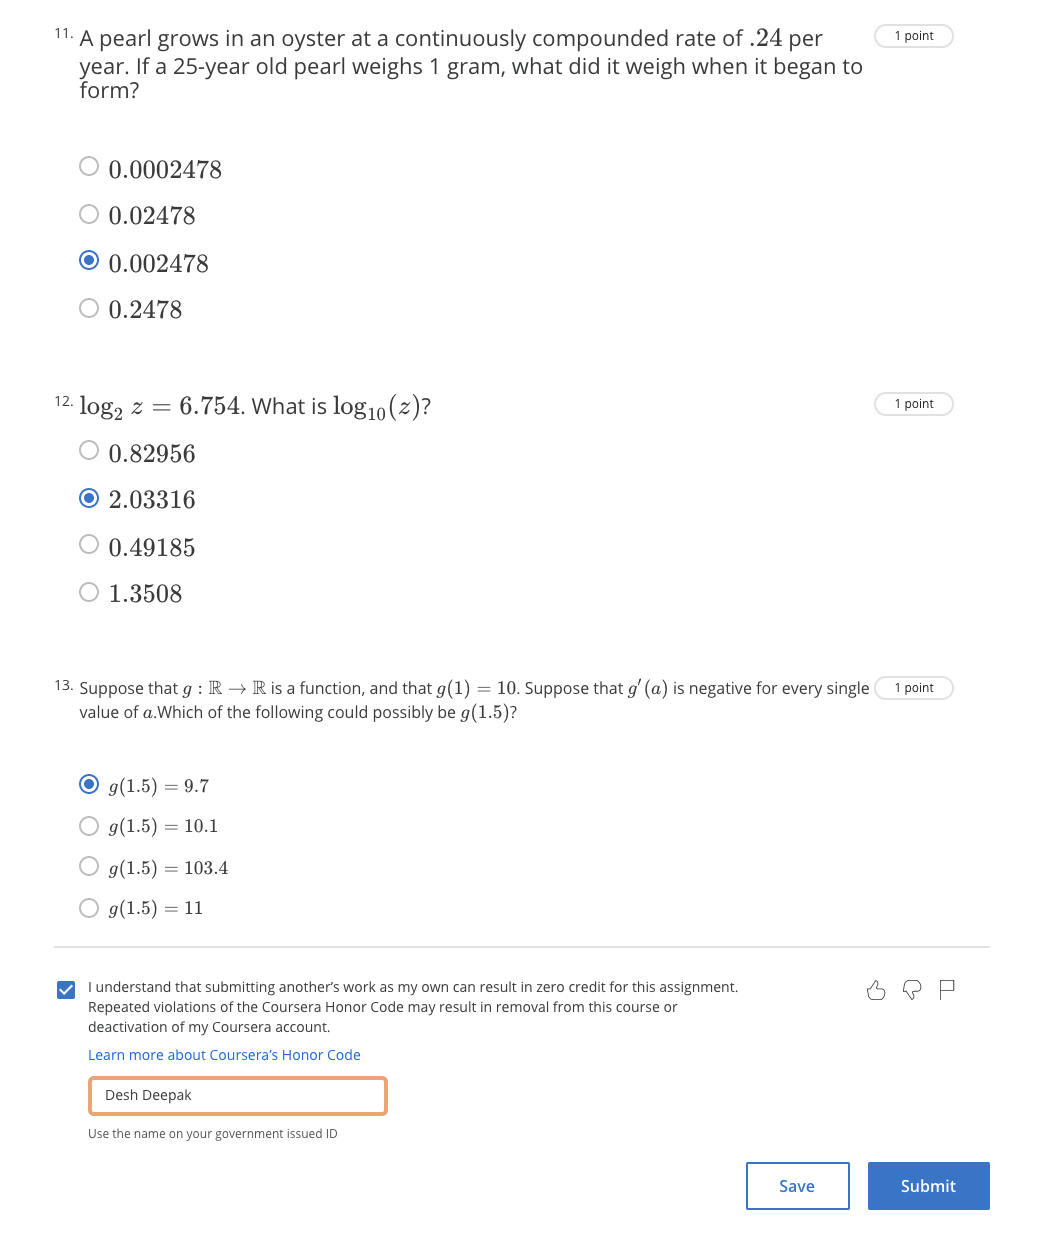 11. A pearl grows in an oyster at a continuously compounded rate of .24 per
1 point
year. If a 25-year old pearl weighs 1 gram, what did it weigh when it began to
form?
0.0002478
0.02478
0.002478
0.2478
12. log₂ z = 6.754. What is log₁₀(z)?
1 point
0.82956
2.03316
0.49185
1.3508
13. Suppose that g : ℝ → ℝ is a function, and that g(1) = 10. Suppose that g′(a) is negative for every single
1 point
value of a.Which of the following could possibly be g(1.5)?
g(1.5) = 9.7
g(1.5) = 10.1
g(1.5) = 103.4
g(1.5) = 11
I understand that submitting another's work as my own can result in zero credit for this assignment.
Repeated violations of the Coursera Honor Code may result in removal from this course or
deactivation of my Coursera account.
Learn more about Coursera's Honor Code
Desh Deepak
Use the name on your government issued ID
Save
Submit